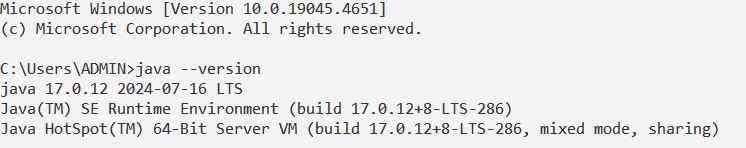 Microsoft Windows [Version 10.0.19045.4651]
(c) Microsoft Corporation. All rights reserved.
C:\Users\ADMIN>java --version
java 17.0.12 2024-07-16 LTS
Java(TM) SE Runtime Environment (build 17.0.12+8-LTS-286)
Java HotSpot(TM) 64-Bit Server VM (build 17.0.12+8-LTS-286, mixed mode, sharing)